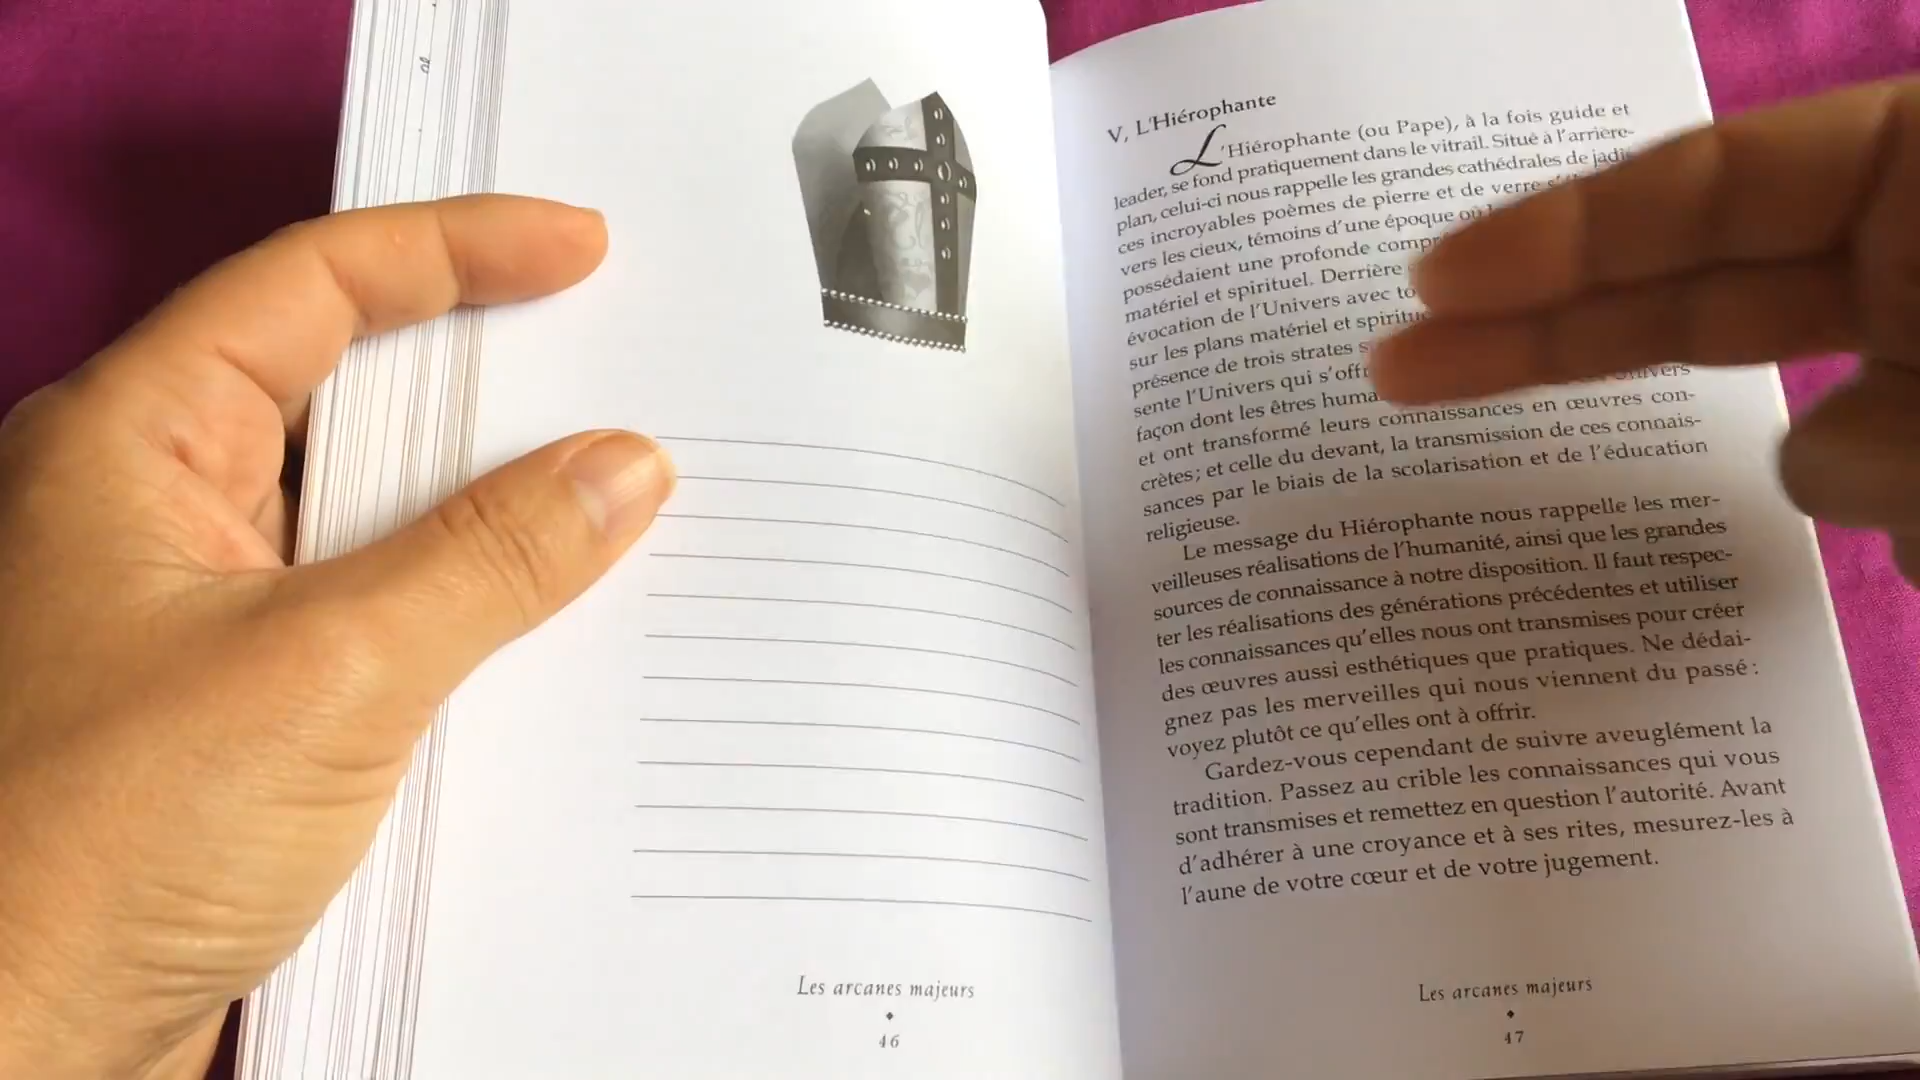 Les arcanes majeurs
46
V, L'Hiérophante
L'Hiérophante (ou Pape), à la fois guide et
leader, se fond pratiquement dans le vitrail. Situé à l'arrière-
plan, celui-ci nous rappelle les grandes cathédrales de jadis
ces incroyables poèmes de pierre et de verre
vers les cieux, témoins d'une époque où
possédaient une profonde
matériel et spirituel. Derrière
évocation de l'Univers avec
sur les plans matériel et
présence de trois strates
sente l'Univers qui
façon dont les êtres
et ont transformé leurs connaissances en œuvres con-
crètes; et celle du devant, la transmission de ces connais-
sances par le biais de la scolarisation et de l'éducation
religieuse.
Le message du Hiérophante nous rappelle les mer-
veilleuses réalisations de l'humanité, ainsi que les grandes
sources de connaissance à notre disposition. Il faut respec-
ter les réalisations des générations précédentes et utiliser
les connaissances qu'elles nous ont transmises pour créer
des œuvres aussi esthétiques que pratiques. Ne dédai-
gnez pas les merveilles qui nous viennent du passé :
voyez plutôt ce qu'elles ont à offrir.
Gardez-vous cependant de suivre aveuglément la
tradition. Passez au crible les connaissances qui vous
sont transmises et remettez en question l'autorité. Avant
d'adhérer à une croyance et à ses rites, mesurez-les à
l'aune de votre cœur et de votre jugement.
Les arcanes majeurs
47